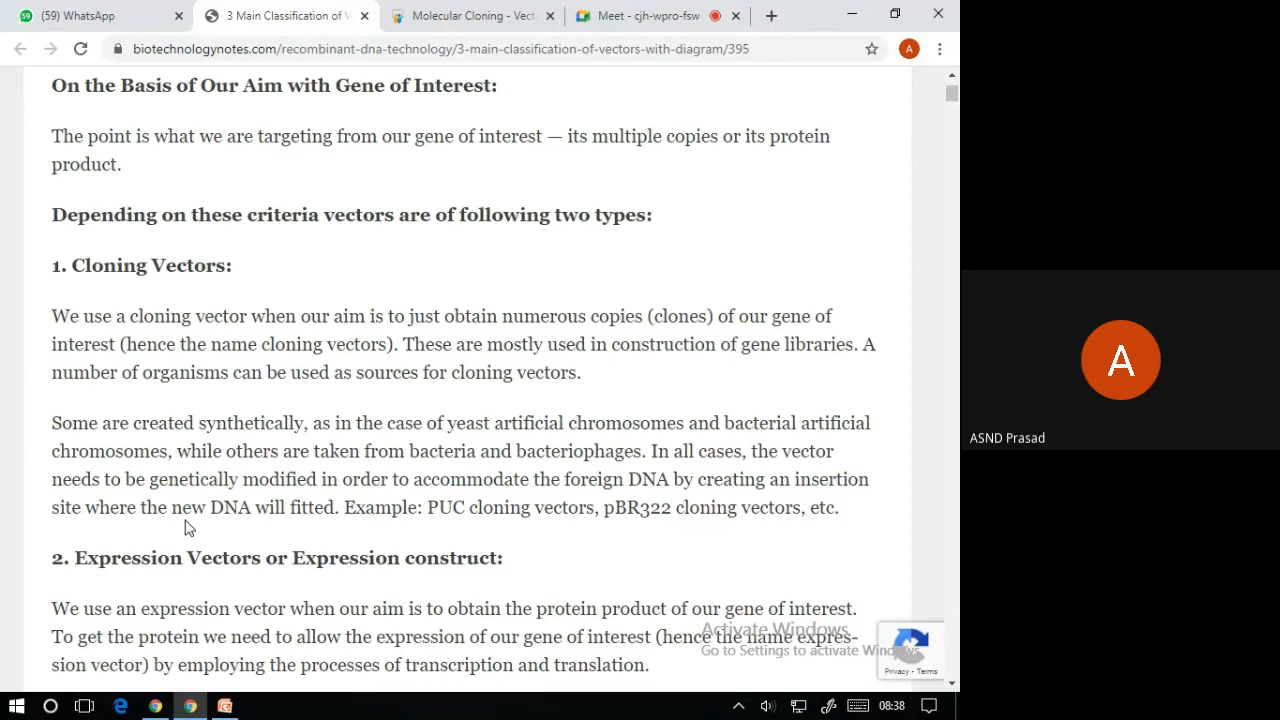 (59) WhatsApp
3 Main Classification of V
Molecular Cloning - Vect
Meet - cjh-wpro-fsw
biotechnologynotes.com/recombinant-dna-technology/3-main-classification-of-vectors-with-diagram/395
A
On the Basis of Our Aim with Gene of Interest:
The point is what we are targeting from our gene of interest — its multiple copies or its protein
product.
Depending on these criteria vectors are of following two types:
1. Cloning Vectors:
We use a cloning vector when our aim is to just obtain numerous copies (clones) of our gene of
interest (hence the name cloning vectors). These are mostly used in construction of gene libraries. A
number of organisms can be used as sources for cloning vectors.
Some are created synthetically, as in the case of yeast artificial chromosomes and bacterial artificial
chromosomes, while others are taken from bacteria and bacteriophages. In all cases, the vector
needs to be genetically modified in order to accommodate the foreign DNA by creating an insertion
site where the new DNA will fitted. Example: PUC cloning vectors, pBR322 cloning vectors, etc.
2. Expression Vectors or Expression construct:
We use an expression vector when our aim is to obtain the protein product of our gene of interest.
To get the protein we need to allow the expression of our gene of interest (hence the name expres-
sion vector) by employing the processes of transcription and translation.
Activate Windows
Go to Settings to activate Windows.
Privacy - Terms
A
ASND Prasad
08:38